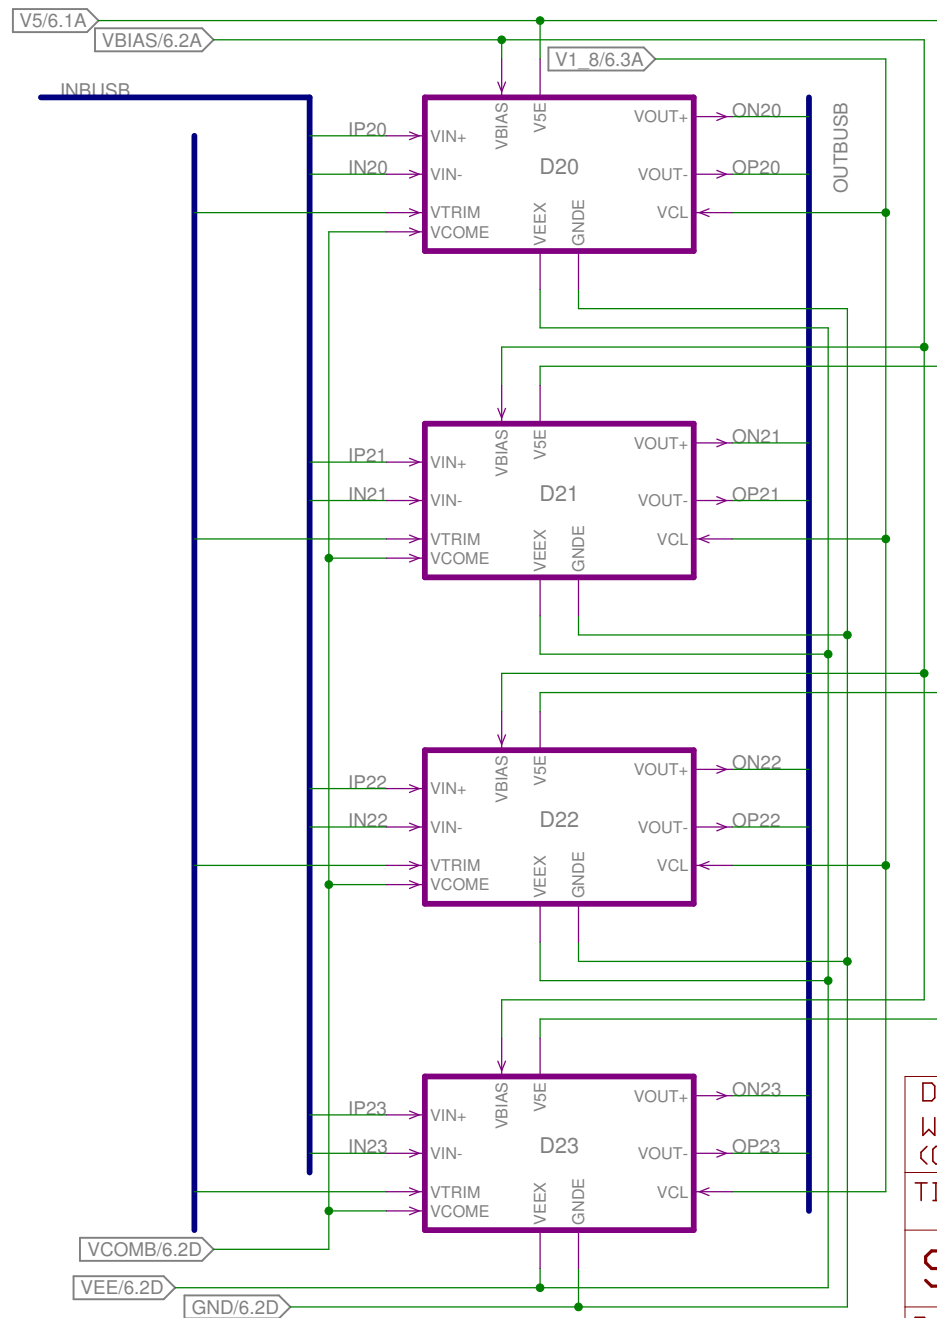 V5/6.1A
VBIAS/6.2A
V1_8/6.3A
INBUSB
OUTBUSB
IP20
IN20
VIN+
VIN-
VTRIM
VCOME
VBIAS
V5E
D20
VEEX
GNDE
VOUT+
VOUT-
VCL
ON20
OP20
IP21
IN21
VIN+
VIN-
VTRIM
VCOME
VBIAS
V5E
D21
VEEX
GNDE
VOUT+
VOUT-
VCL
ON21
OP21
IP22
IN22
VIN+
VIN-
VTRIM
VCOME
VBIAS
V5E
D22
VEEX
GNDE
VOUT+
VOUT-
VCL
ON22
OP22
IP23
IN23
VIN+
VIN-
VTRIM
VCOME
VBIAS
V5E
D23
VEEX
GNDE
VOUT+
VOUT-
VCL
ON23
OP23
VCOMB/6.2D
VEE/6.2D
GND/6.2D